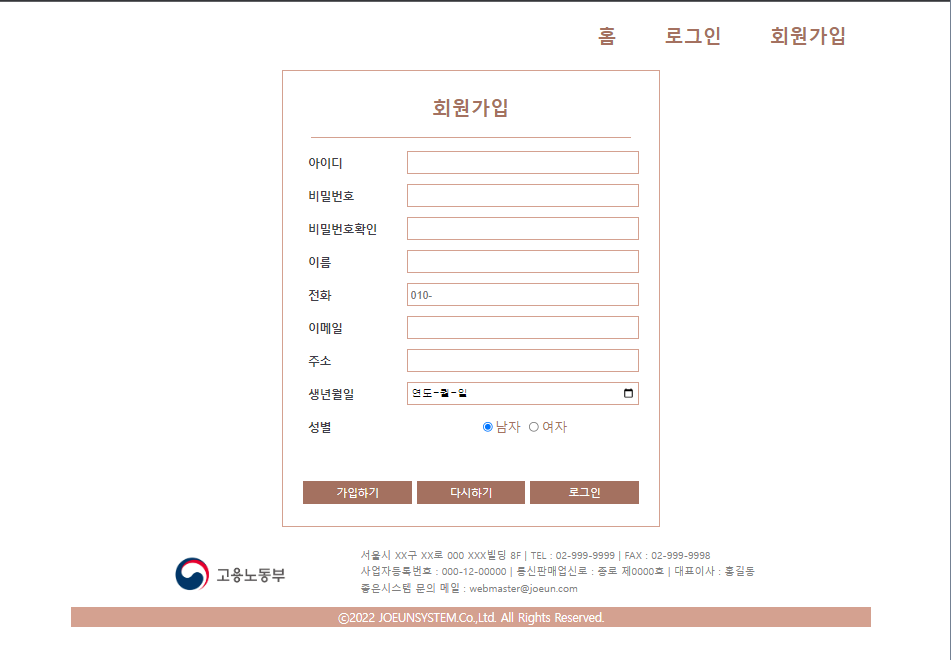 홈 로그인 회원가입
회원가입
아이디
비밀번호
비밀번호확인
이름
전화 010-
이메일
주소
생년월일 연도-월-일
성별 남자 여자
가입하기 다시하기 로그인
서울시 XX구 XX로 000 XXX빌딩 8F | TEL : 02-999-9999 | FAX : 02-999-9998
고용노동부 사업자등록번호 : 000-12-00000 | 통신판매업신로 : 종로 제0000호 | 대표이사 : 홍길동
좋은시스템 문의 메일 : webmaster@joeun.com
©2022 JOEUNSYSTEM.Co.,Ltd. All Rights Reserved.